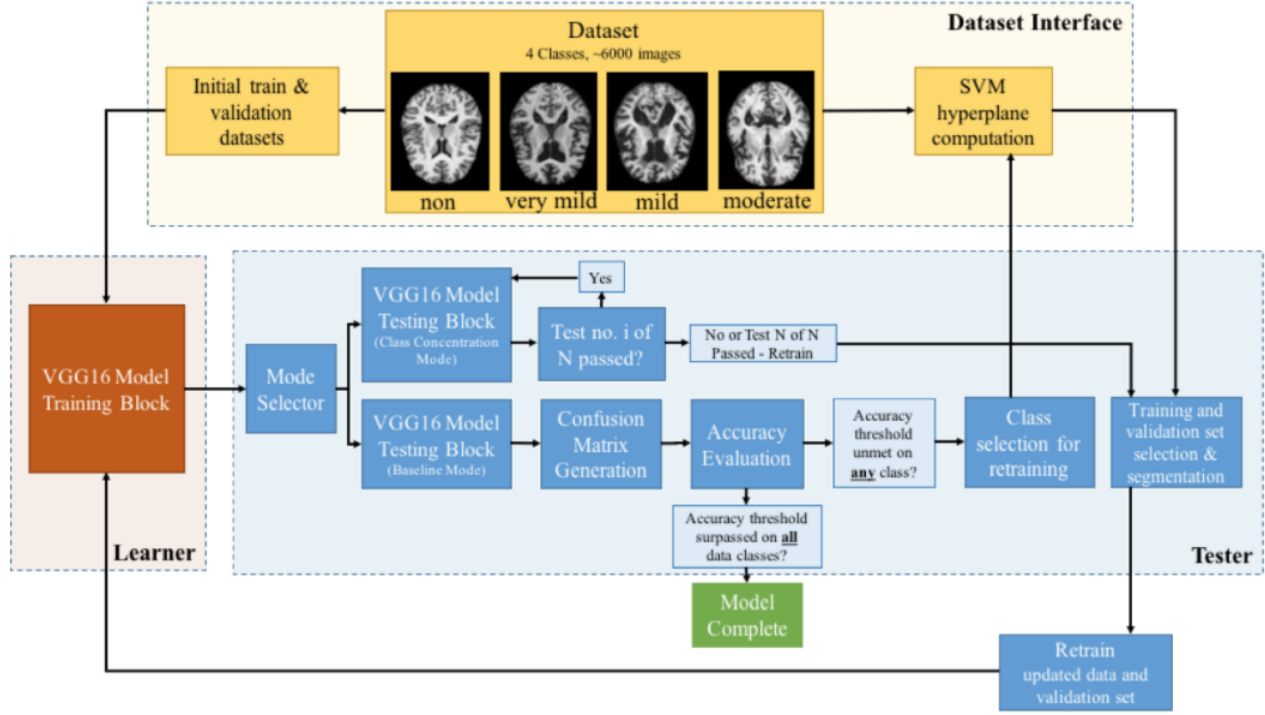 Dataset Interface
Dataset
4 Classes, ~6000 images
non
very mild
mild
moderate
Initial train &
validation
datasets
SVM
hyperplane
computation
VGG16 Model
Training Block
Learner
Mode
Selector
VGG16 Model
Testing Block
(Class Concentration
Mode)
Yes
Test no. i of
N passed?
No or Test N of N
Passed - Retrain
VGG16 Model
Testing Block
(Baseline Mode)
Confusion
Matrix
Generation
Accuracy
Evaluation
Accuracy
threshold
unmet on
any class?
Class
selection for
retraining
Training and
validation set
selection &
segmentation
Accuracy threshold
surpassed on all
data classes?
Tester
Model
Complete
Retrain
updated data and
validation set